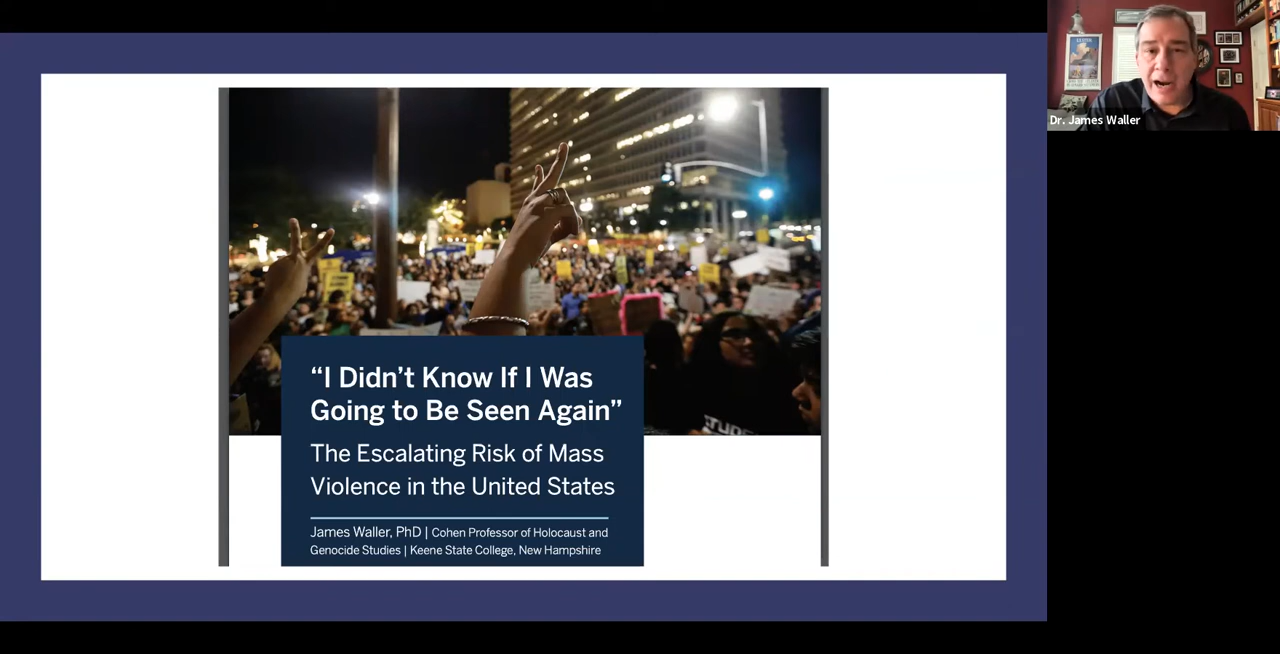 Dr. James Waller
“I Didn’t Know If I Was
Going to Be Seen Again”
The Escalating Risk of Mass
Violence in the United States
James Waller, PhD | Cohen Professor of Holocaust and
Genocide Studies | Keene State College, New Hampshire